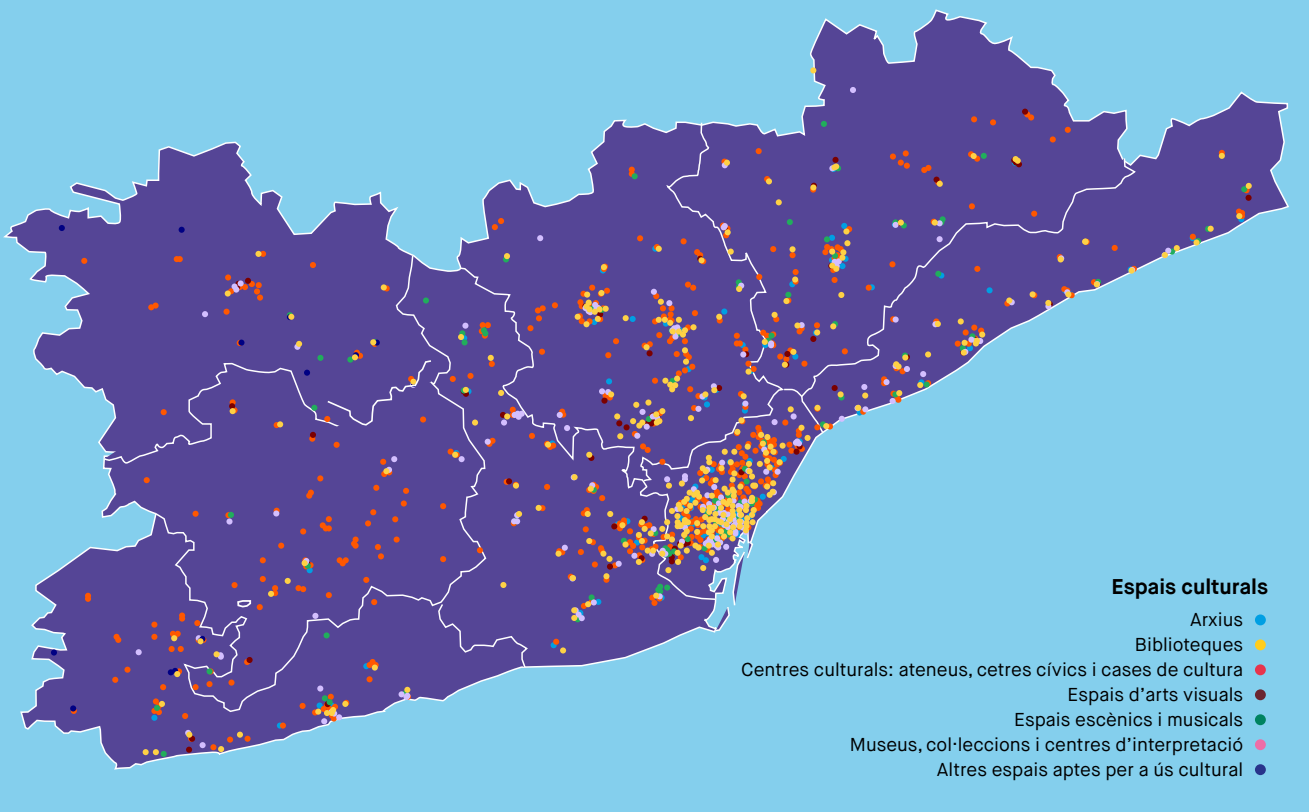 Espais culturals
Arxius
Biblioteques
Centres culturals: ateneus, cetres cívics i cases de cultura
Espais d'arts visuals
Espais escènics i musicals
Museus, col·leccions i centres d'interpretació
Altres espais aptes per a ús cultural